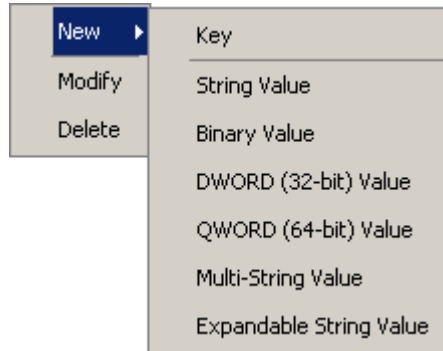 New
Modify
Delete
Key
String Value
Binary Value
DWORD (32-bit) Value
QWORD (64-bit) Value
Multi-String Value
Expandable String Value